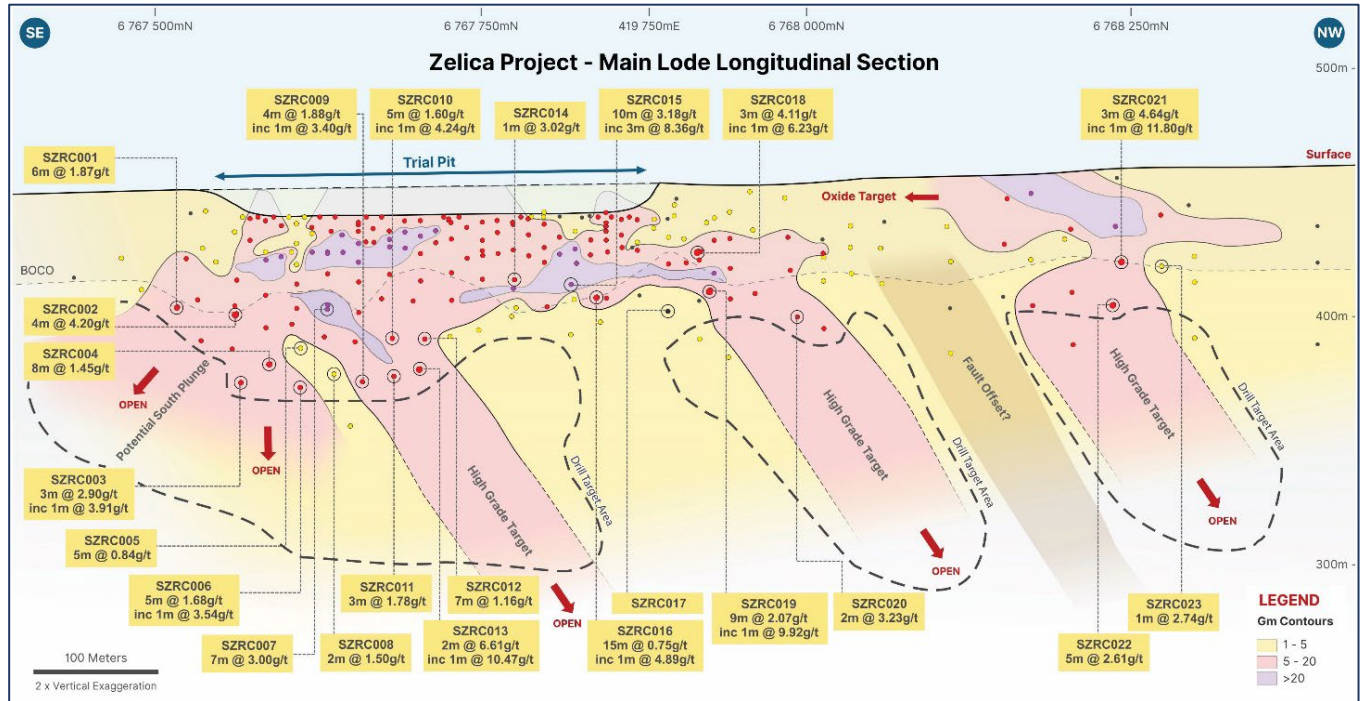 6 767 500mN
6 767 750mN
419 750mE
6 768 000mN
6 768 250mN
SE
NW
Zelica Project - Main Lode Longitudinal Section
500m
SZRC009
4m @ 1.88g/t
inc 1m @ 3.40g/t
SZRC010
5m @ 1.60g/t
inc 1m @ 4.24g/t
SZRC014
1m @ 3.02g/t
SZRC015
10m @ 3.18g/t
inc 3m @ 8.36g/t
SZRC018
3m @ 4.11g/t
inc 1m @ 6.23g/t
SZRC021
3m @ 4.64g/t
inc 1m @ 11.80g/t
SZRC001
6m @ 1.87g/t
Trial Pit
Surface
Oxide Target
BOCO
SZRC002
4m @ 4.20g/t
400m
SZRC004
8m @ 1.45g/t
OPEN
Potential South Plunge
OPEN
High Grade Target
Drill Target Area
High Grade Target
Drill Target Area
Fault Offset?
High Grade Target
Drill Target Area
SZRC003
3m @ 2.90g/t
inc 1m @ 3.91g/t
OPEN
SZRC005
5m @ 0.84g/t
OPEN
300m
SZRC006
5m @ 1.68g/t
inc 1m @ 3.54g/t
SZRC011
3m @ 1.78g/t
SZRC012
7m @ 1.16g/t
OPEN
SZRC017
SZRC019
9m @ 2.07g/t
inc 1m @ 9.92g/t
SZRC020
2m @ 3.23g/t
SZRC023
1m @ 2.74g/t
SZRC007
7m @ 3.00g/t
SZRC008
2m @ 1.50g/t
SZRC013
2m @ 6.61g/t
inc 1m @ 10.47g/t
SZRC016
15m @ 0.75g/t
inc 1m @ 4.89g/t
SZRC022
5m @ 2.61g/t
LEGEND
Gm Contours
1 - 5
5 - 20
>20
100 Meters
2 x Vertical Exaggeration